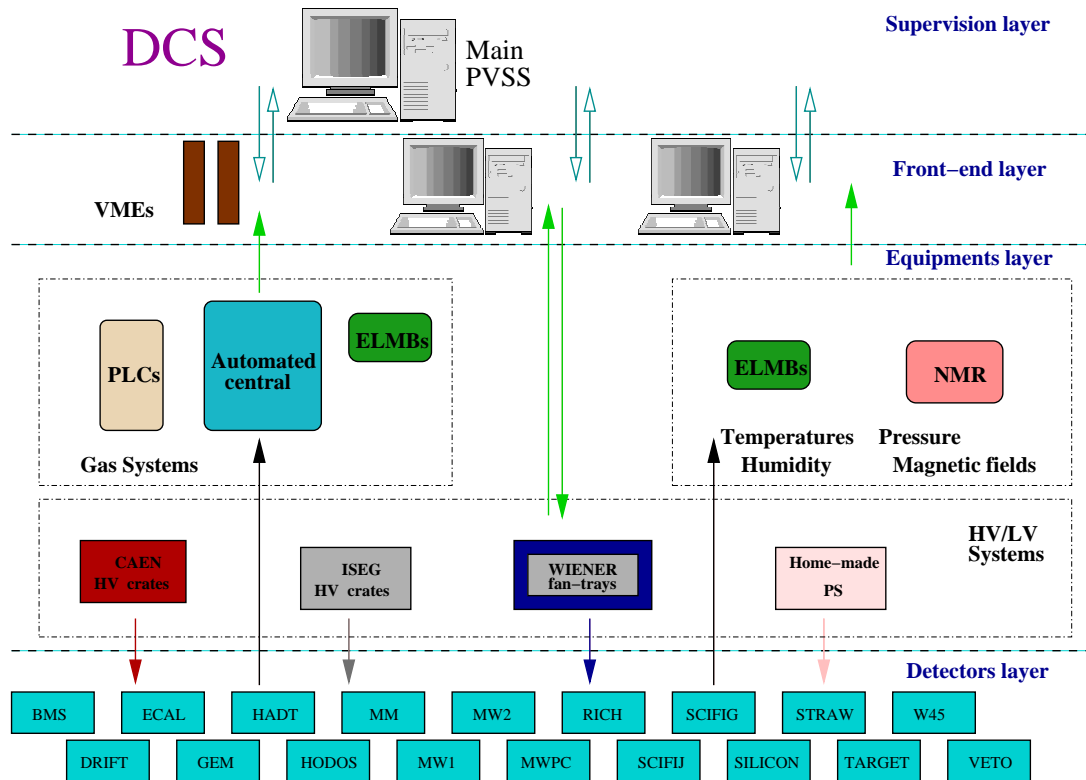 DCS
Main
PVSS
Supervision layer
Front−end layer
VMEs
Equipments layer
PLCs
Automated
central
ELMBs
Gas Systems
ELMBs
NMR
Temperatures
Pressure
Humidity
Magnetic fields
HV/LV
Systems
CAEN
HV crates
ISEG
HV crates
WIENER
fan−trays
Home−made
PS
Detectors layer
BMS
ECAL
HADT
MM
MW2
RICH
SCIFIG
STRAW
W45
DRIFT
GEM
HODOS
MW1
MWPC
SCIFIJ
SILICON
TARGET
VETO